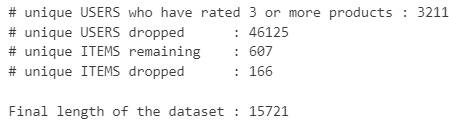 # unique USERS who have rated 3 or more products : 3211
# unique USERS dropped     : 46125
# unique ITEMS remaining   : 607
# unique ITEMS dropped     : 166

Final length of the dataset : 15721